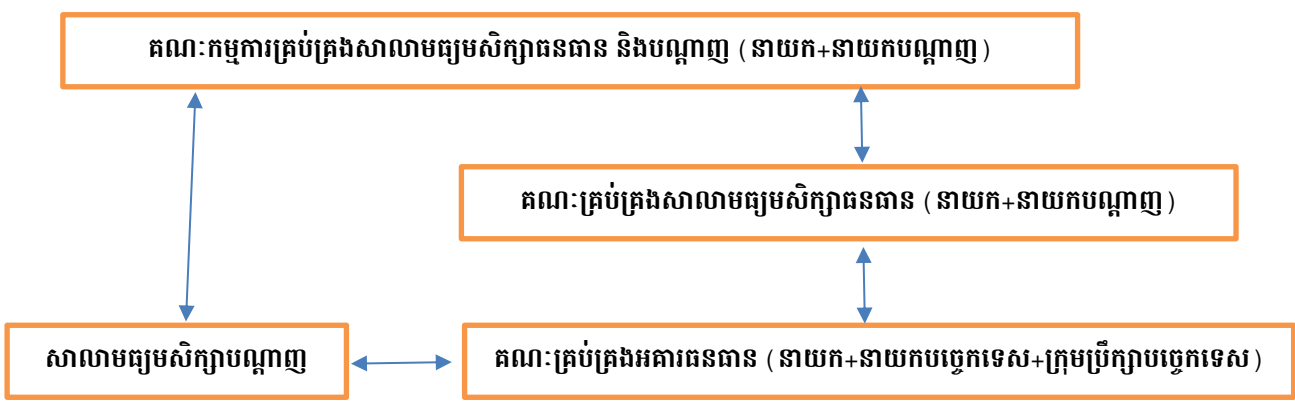 គណៈកម្មការគ្រប់គ្រងសាលាមធ្យមសិក្សាធនធាន និងបណ្តាញ (នាយក+នាយកបណ្តាញ)
គណៈគ្រប់គ្រងសាលាមធ្យមសិក្សាធនធាន (នាយក+នាយកបណ្តាញ)
សាលាមធ្យមសិក្សាបណ្តាញ
គណៈគ្រប់គ្រងអគារធនធាន (នាយក+នាយកបច្ចេកទេស+ក្រុមប្រឹក្សាបច្ចេកទេស)